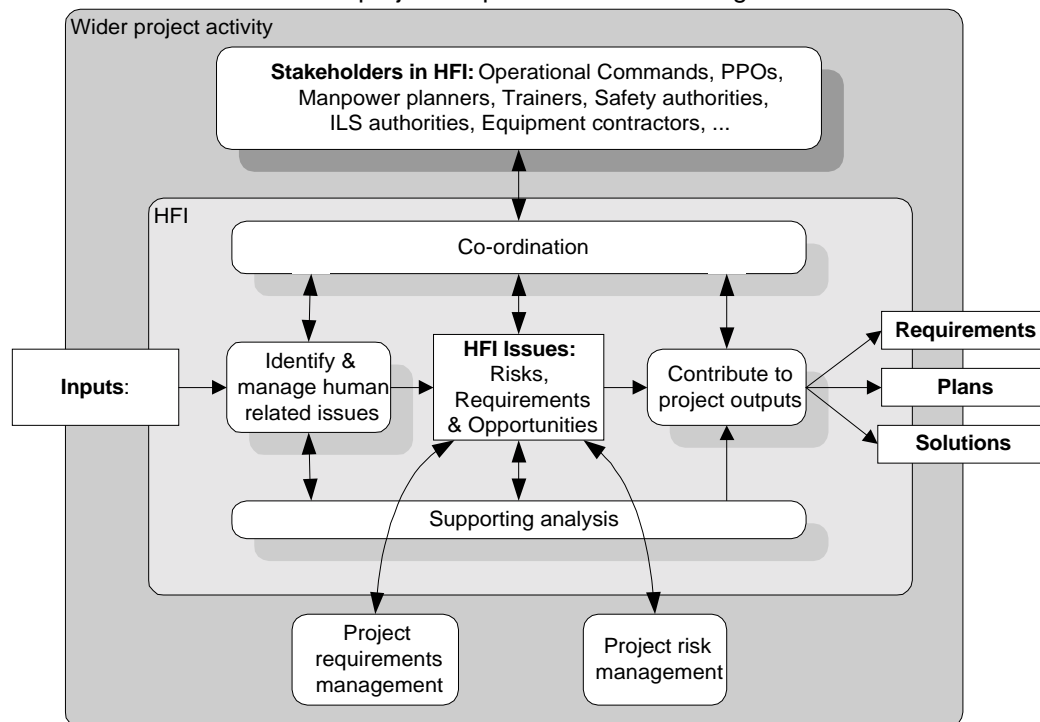 Wider project activity
Stakeholders in HFI: Operational Commands, PPOs,
Manpower planners, Trainers, Safety authorities,
ILS authorities, Equipment contractors, ...
HFI
Co-ordination
Inputs:
Identify &
manage human
related issues
HFI Issues:
Risks,
Requirements
& Opportunities
Contribute to
project outputs
Requirements
Plans
Solutions
Supporting analysis
Project
requirements
management
Project risk
management